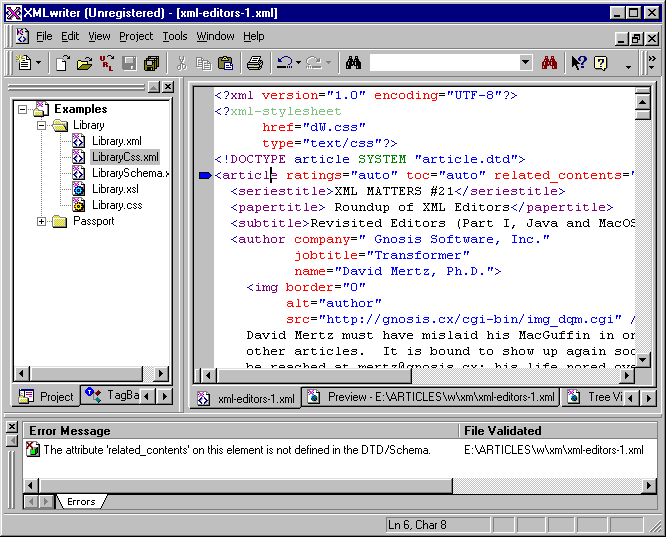 XMLwriter (Unregistered) - [xml-editors-1.xml]
File Edit View Project Tools Window Help
Examples
Library
Library.xml
LibraryCss.xml
LibrarySchema.x
Library.xsl
Library.css
Passport
Project
TagBa
<?xml version="1.0" encoding="UTF-8"?>
<?xml-stylesheet
href="dW.css"
type="text/css"?>
<!DOCTYPE article SYSTEM "article.dtd">
<article ratings="auto" toc="auto" related_contents="
<seriestitle>XML MATTERS #21</seriestitle>
<papertitle> Roundup of XML Editors</papertitle>
<subtitle>Revisited Editors (Part I, Java and MacOS
<author company=" Gnosis Software, Inc."
jobtitle="Transformer"
name="David Mertz, Ph.D.">
<img border="0"
alt="author"
src="http://gnosis.cx/cgi-bin/img_dqm.cgi" /
David Mertz must have mislaid his MacGuffin in on
other articles.  It is bound to show up again soo
be reached at mertz@gnosis.cx; his life pored ove
xml-editors-1.xml
Preview - E:\ARTICLES\w\xm\xml-editors-1.xml
Tree Vi
Error Message File Validated
The attribute 'related_contents' on this element is not defined in the DTD/Schema. E:\ARTICLES\w\xm\xml-editors-1.xml
Errors
Ln 6, Char 8